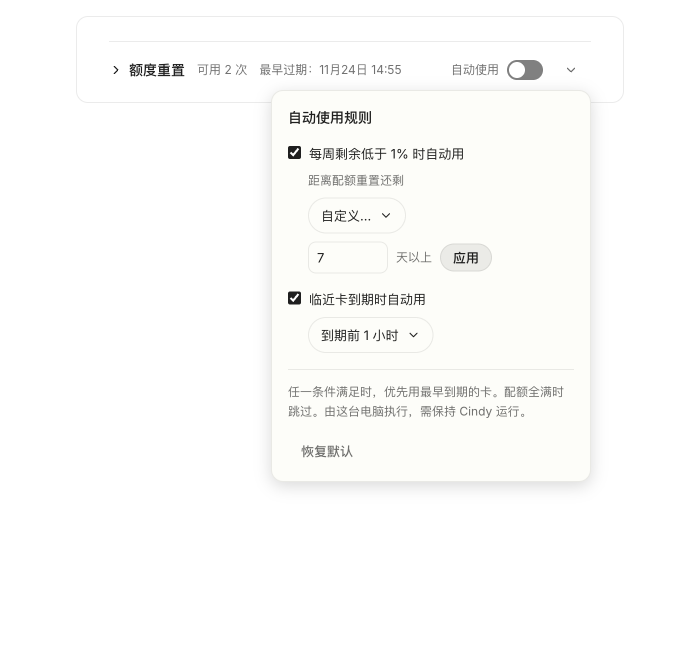 额度重置 可用 2 次 最早过期：11月24日 14:55 自动使用
自动使用规则
每周剩余低于 1% 时自动用
距离配额重置还剩
自定义...
7 天以上 应用
临近卡到期时自动用
到期前 1 小时
任一条件满足时，优先用最早到期的卡。配额全满时
跳过。由这台电脑执行，需保持 Cindy 运行。
恢复默认